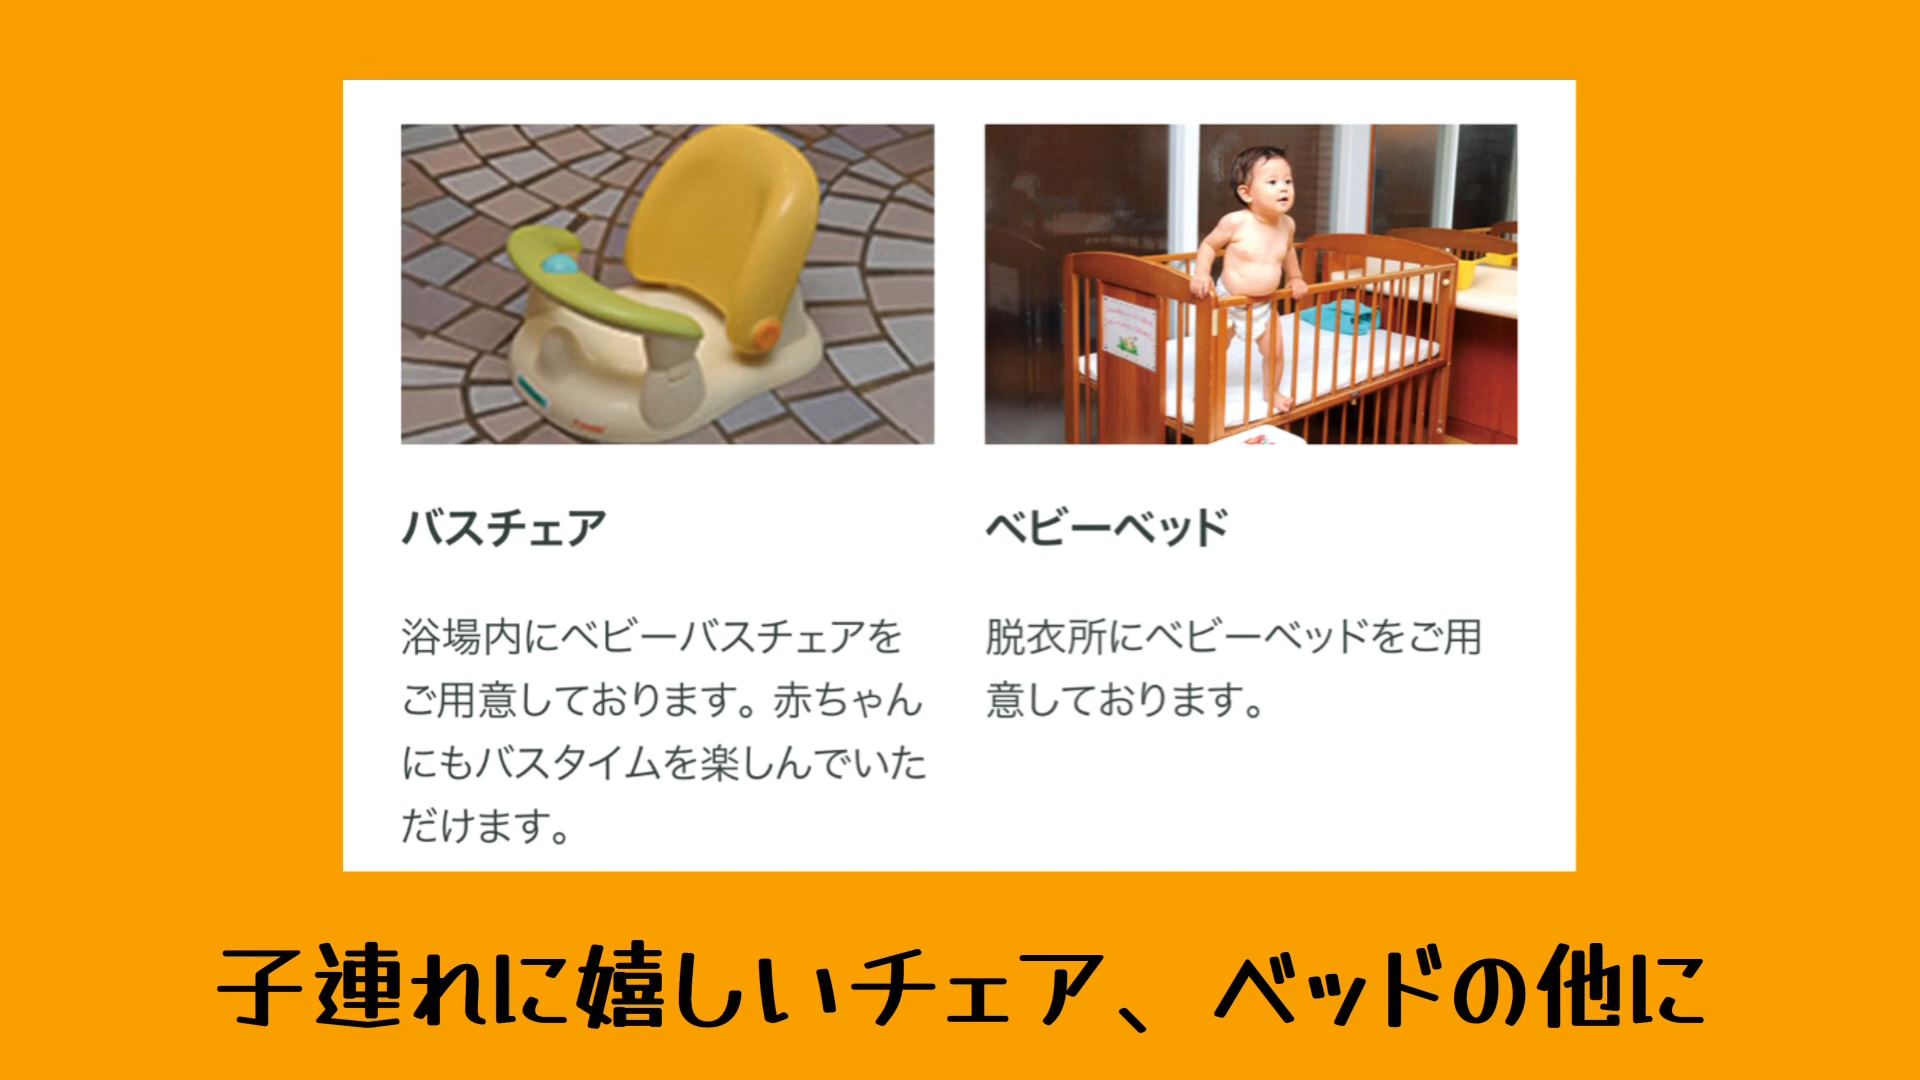 バスチェア
浴場内にベビーバスチェアを
ご用意しております。赤ちゃん
にもバスタイムを楽しんでいた
だけます。
ベビーベッド
脱衣所にベビーベッドをご用
意しております。
子連れに嬉しいチェア、ベッドの他に